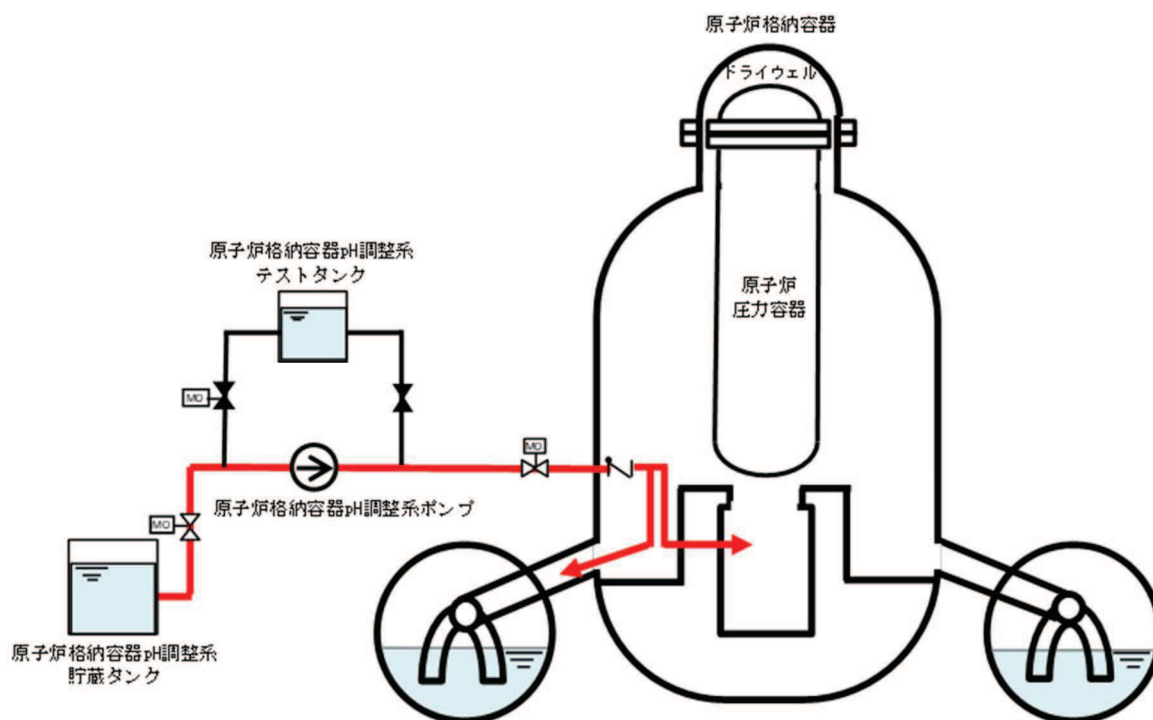 原子炉格納容器
ドライウェル
原子炉格納容器pH調整系
テストタンク
原子炉
圧力容器
MO
MO
原子炉格納容器pH調整系ポンプ
MO
原子炉格納容器pH調整系
貯蔵タンク